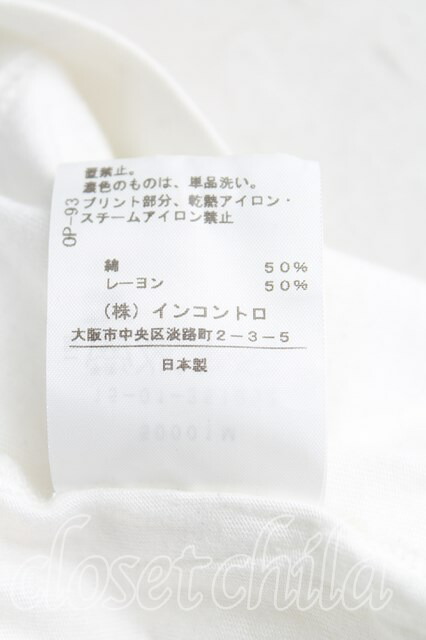 重禁止。
濃色のものは、単品洗い。
プリント部分、乾熱アイロン・
スチームアイロン禁止
OP-93
綿 50%
レーヨン 50%
(株) インコントロ
大阪市中央区淡路町2-3-5
日本製
closetchild